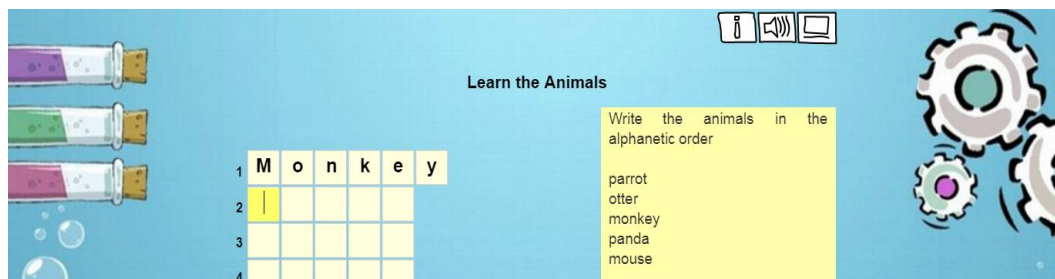 Learn the Animals
Write the animals in the
alphanetic order
1 M o n k e y
parrot
2
otter
monkey
3
panda
mouse
4